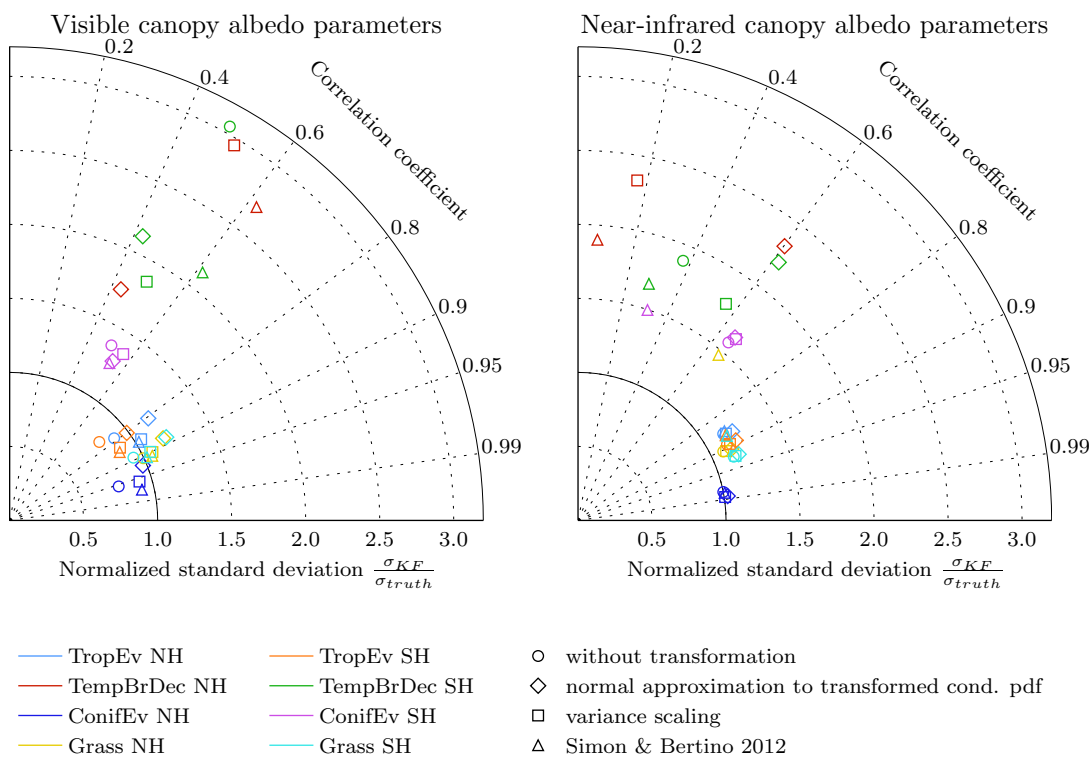 Visible canopy albedo parameters
0.2
0.4
0.6
0.8
0.9
0.95
0.99
Correlation coefficient
0.5 1.0 1.5 2.0 2.5 3.0
Normalized standard deviation σ_KF/σ_truth
Near-infrared canopy albedo parameters
0.2
0.4
0.6
0.8
0.9
0.95
0.99
Correlation coefficient
0.5 1.0 1.5 2.0 2.5 3.0
Normalized standard deviation σ_KF/σ_truth
TropEv NH
TempBrDec NH
ConifEv NH
Grass NH
TropEv SH
TempBrDec SH
ConifEv SH
Grass SH
without transformation
normal approximation to transformed cond. pdf
variance scaling
Simon & Bertino 2012